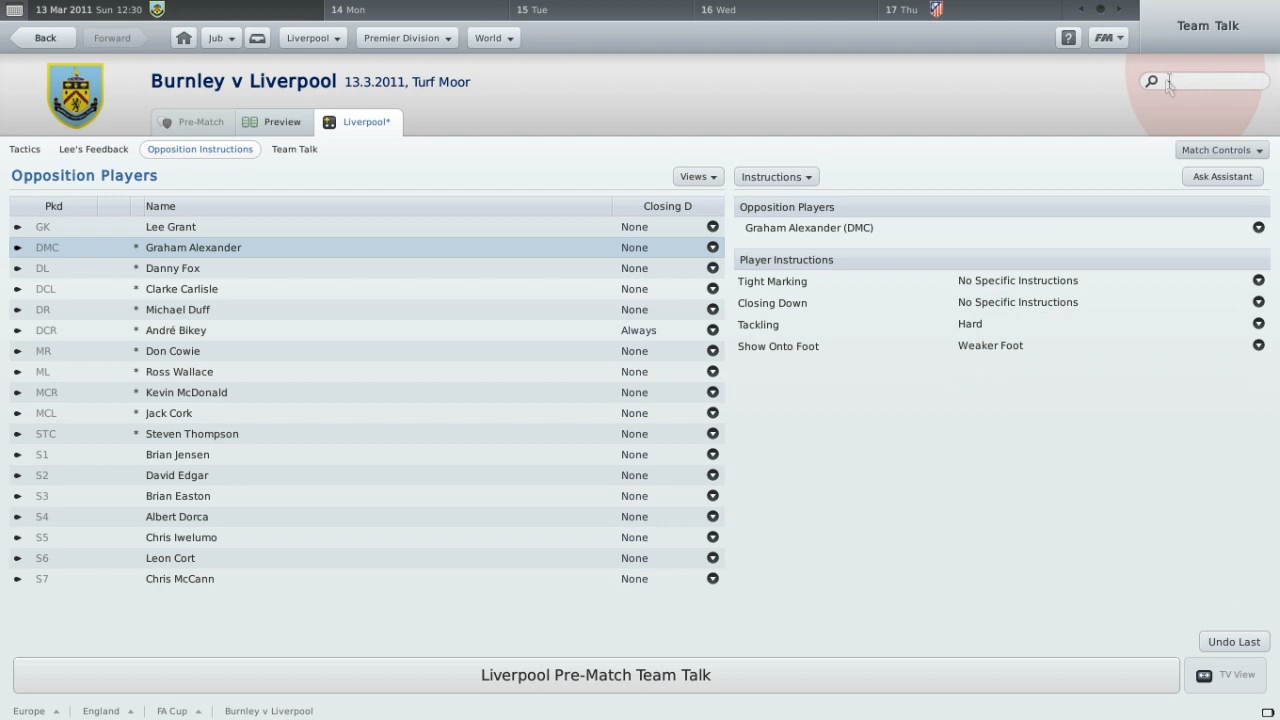 13 Mar 2011 Sun 12:30
14 Mon
15 Tue
16 Wed
17 Thu
Team Talk
Back
Forward
Job
Liverpool
Premier Division
World
?
FM
Burnley v Liverpool 13.3.2011, Turf Moor
Pre-Match
Preview
Liverpool*
Tactics
Lee's Feedback
Opposition Instructions
Team Talk
Match Controls
Opposition Players
Views
Instructions
Ask Assistant
Pkd Name Closing D
GK Lee Grant None
DMC * Graham Alexander None
DL * Danny Fox None
DCL * Clarke Carlisle None
DR * Michael Duff None
DCR * André Bikey Always
MR * Don Cowie None
ML * Ross Wallace None
MCR * Kevin McDonald None
MCL * Jack Cork None
STC * Steven Thompson None
S1 Brian Jensen None
S2 David Edgar None
S3 Brian Easton None
S4 Albert Dorca None
S5 Chris Iwelumo None
S6 Leon Cort None
S7 Chris McCann None
Opposition Players
Graham Alexander (DMC)
Player Instructions
Tight Marking No Specific Instructions
Closing Down No Specific Instructions
Tackling Hard
Show Onto Foot Weaker Foot
Undo Last
Liverpool Pre-Match Team Talk
TV View
Europe
England
FA Cup
Burnley v Liverpool